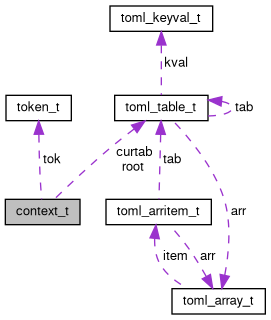 toml_keyval_t
kval
token_t
toml_table_t
tab
tok
curtab
root
tab
arr
context_t
toml_arritem_t
item
arr
toml_array_t